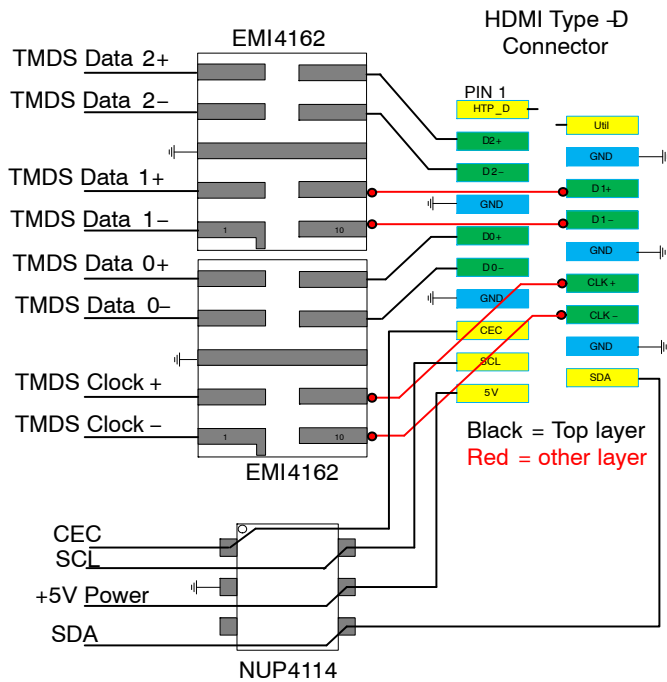 HDMI Type -D
Connector
EMI4162
TMDS Data 2+
TMDS Data 2−
TMDS Data 1+
TMDS Data 1−
1
10
TMDS Data 0+
TMDS Data 0−
TMDS Clock +
TMDS Clock −
1
10
EMI4162
PIN 1
HTP_D
D2+
D2−
GND
D0+
D0−
GND
CEC
SCL
5V
Util
GND
D1+
D1−
GND
CLK+
CLK−
GND
SDA
Black = Top layer
Red = other layer
CEC
SCL
+5V Power
SDA
NUP4114